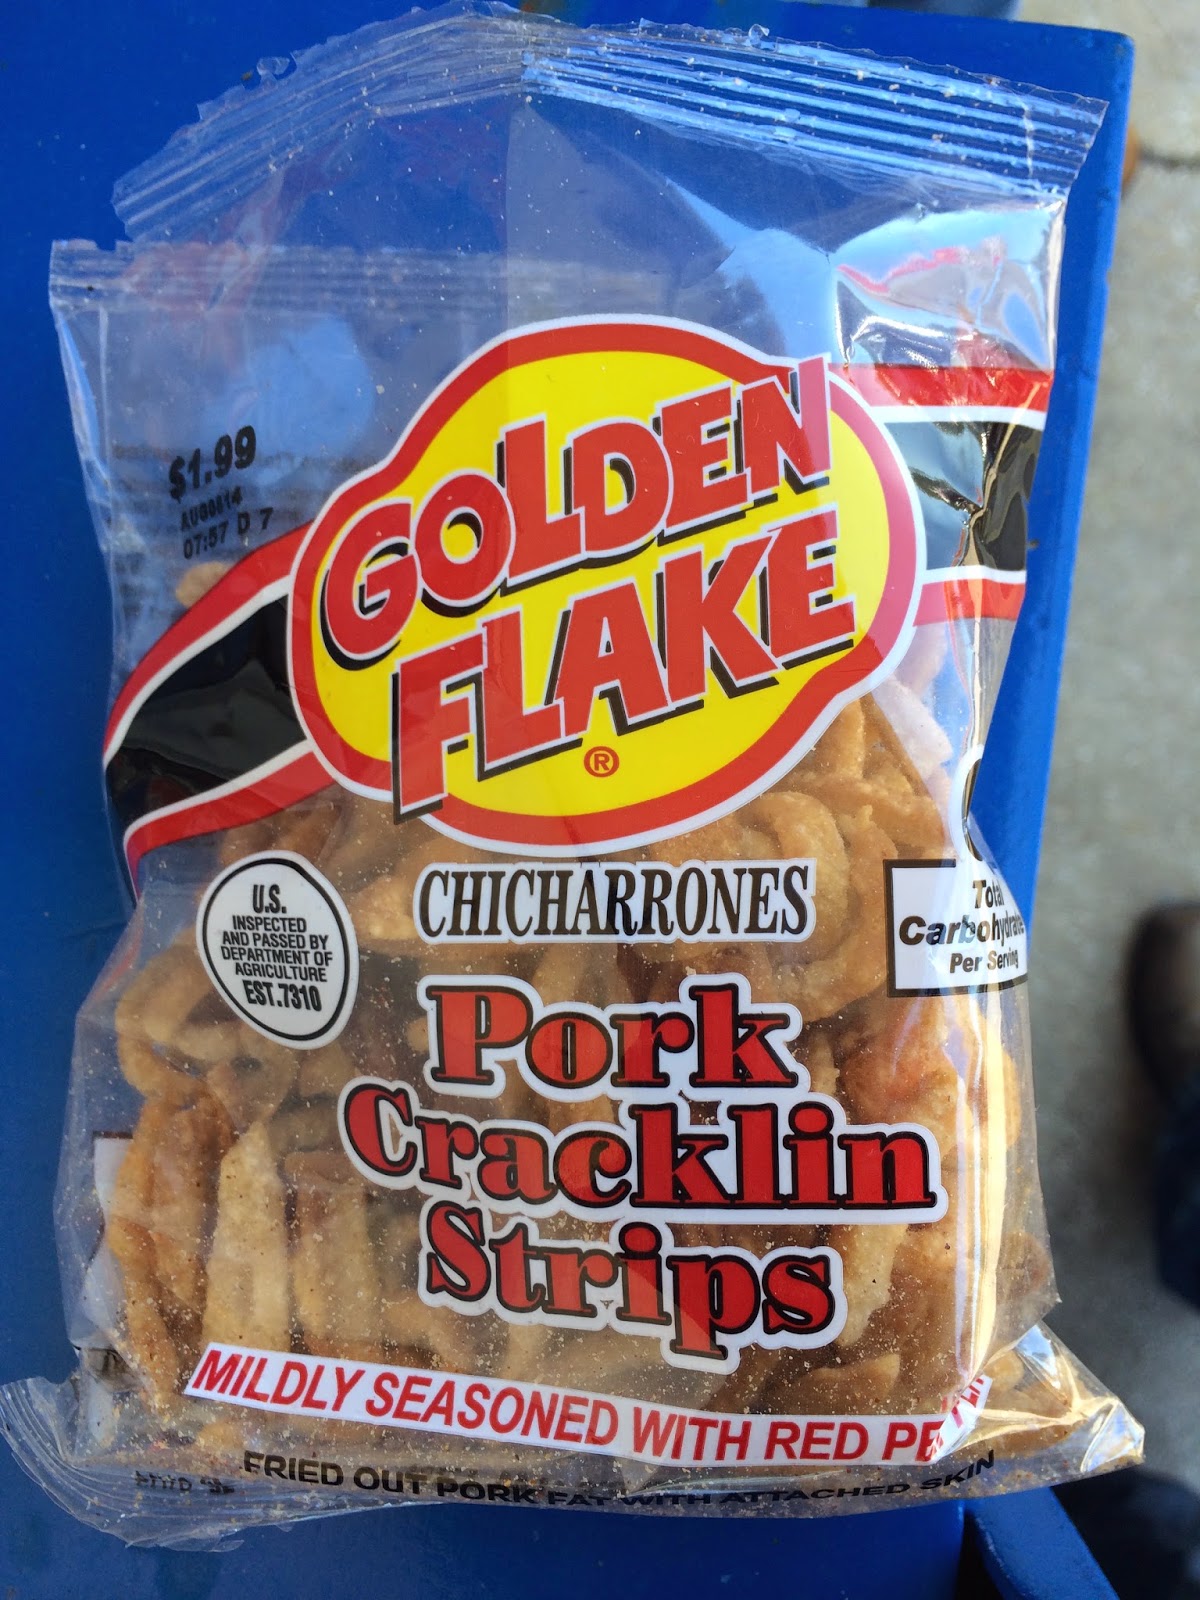 $1.99
AUG0814
07:57 D 7
GOLDEN
FLAKE
®
CHICHARRONES
U.S.
INSPECTED
AND PASSED BY
DEPARTMENT OF
AGRICULTURE
EST.7310
Total
Carbohydrate
Per Serving
Pork
Cracklin
Strips
MILDLY SEASONED WITH RED PE
FRIED OUT PORK FAT WITH ATTACHED SKIN